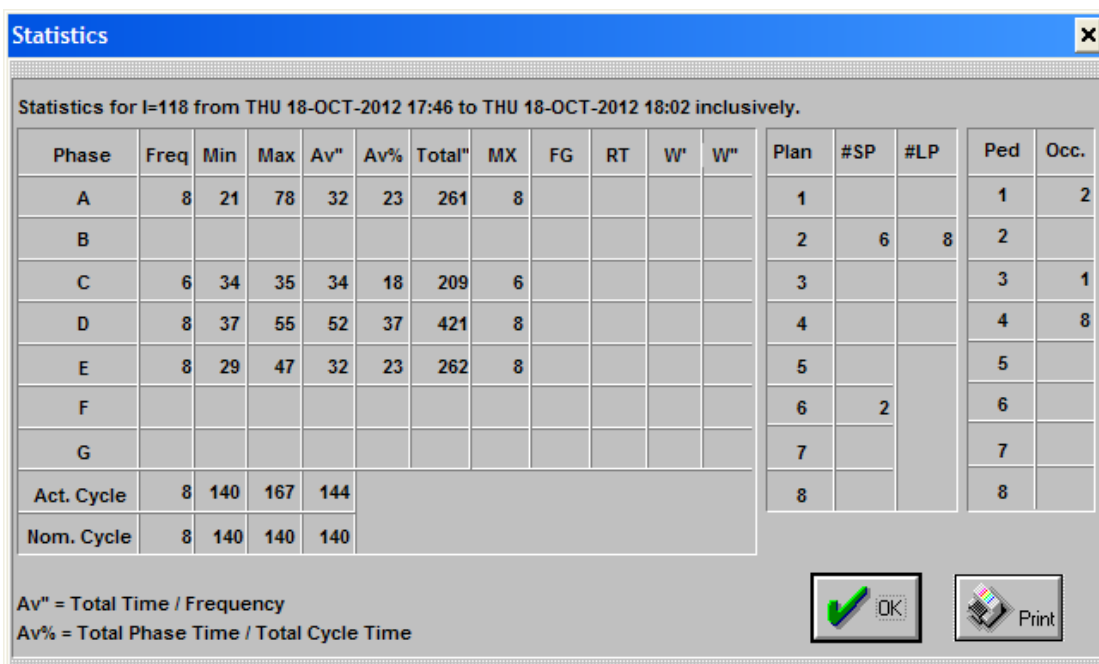 Statistics
Statistics for I=118 from THU 18-OCT-2012 17:46 to THU 18-OCT-2012 18:02 inclusively.
Phase Freq Min Max Av" Av% Total" MX FG RT W' W" Plan #SP #LP Ped Occ.
A 8 21 78 32 23 261 8 1 1 2
B 2 6 8 2
C 6 34 35 34 18 209 6 3 3 1
D 8 37 55 52 37 421 8 4 4 8
E 8 29 47 32 23 262 8 5 5
F 6 2 6
G 7 7
Act. Cycle 8 140 167 144 8 8
Nom. Cycle 8 140 140 140
Av" = Total Time / Frequency
Av% = Total Phase Time / Total Cycle Time
OK
Print